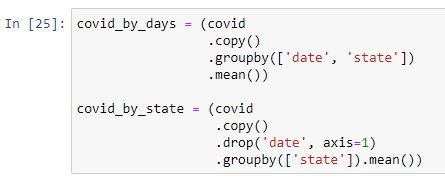 In [25]: covid_by_days = (covid
.copy()
.groupby(['date', 'state'])
.mean())
covid_by_state = (covid
.copy()
.drop('date', axis=1)
.groupby(['state']).mean())